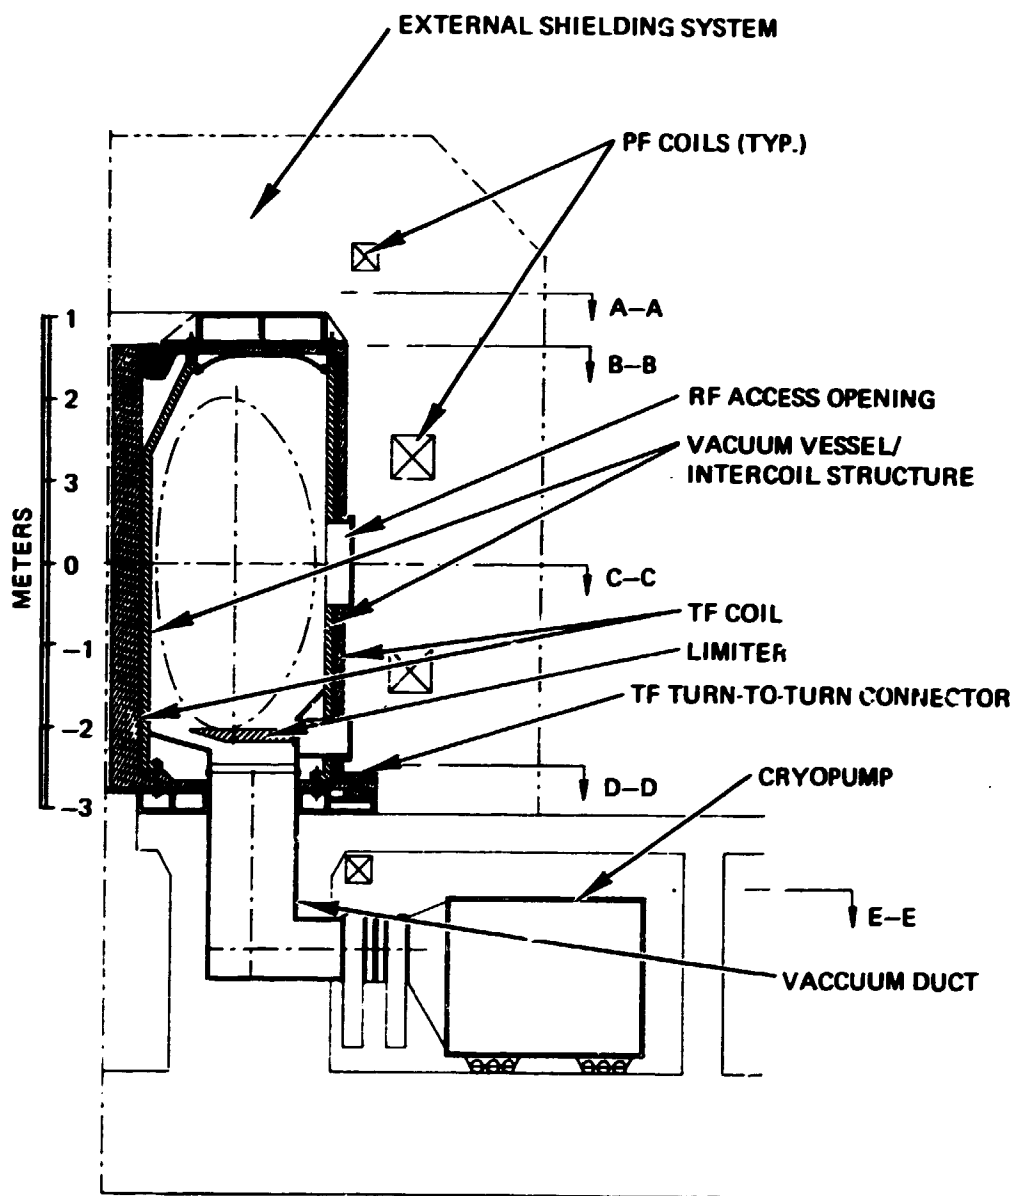 EXTERNAL SHIELDING SYSTEM
PF COILS (TYP.)
A–A
B–B
RF ACCESS OPENING
VACUUM VESSEL/
INTERCOIL STRUCTURE
C–C
TF COIL
LIMITER
TF TURN-TO-TURN CONNECTOR
D–D
CRYOPUMP
E–E
VACCUUM DUCT
METERS
1
2
3
0
–1
–2
–3